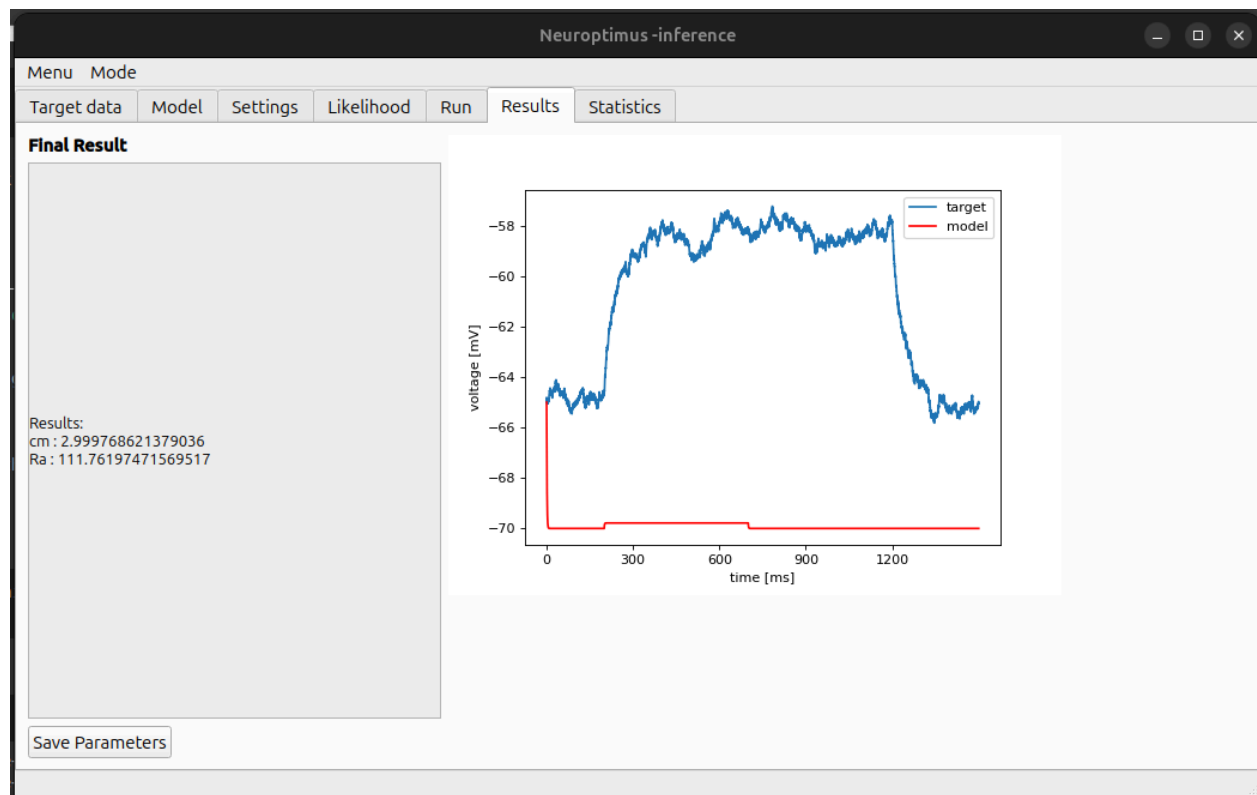 Neuroptimus -inference
Menu Mode
Target data Model Settings Likelihood Run Results Statistics
Final Result
Results:
cm : 2.999768621379036
Ra : 111.76197471569517
Save Parameters
target
model
−58
−60
−62
−64
−66
−68
−70
voltage [mV]
0 300 600 900 1200
time [ms]